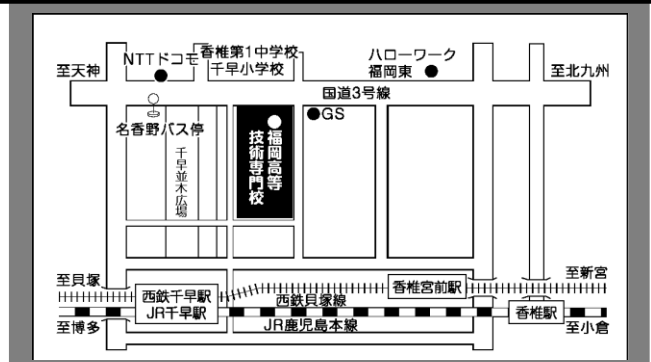 NTTドコモ
香椎第1中学校
千早小学校
ハローワーク
福岡東
至天神
至北九州
国道3号線
GS
名香野バス停
千早並木広場
福岡高等
技術専門校
至貝塚
至新宮
西鉄千早駅
JR千早駅
西鉄貝塚線
香椎宮前駅
香椎駅
至博多
JR鹿児島本線
至小倉